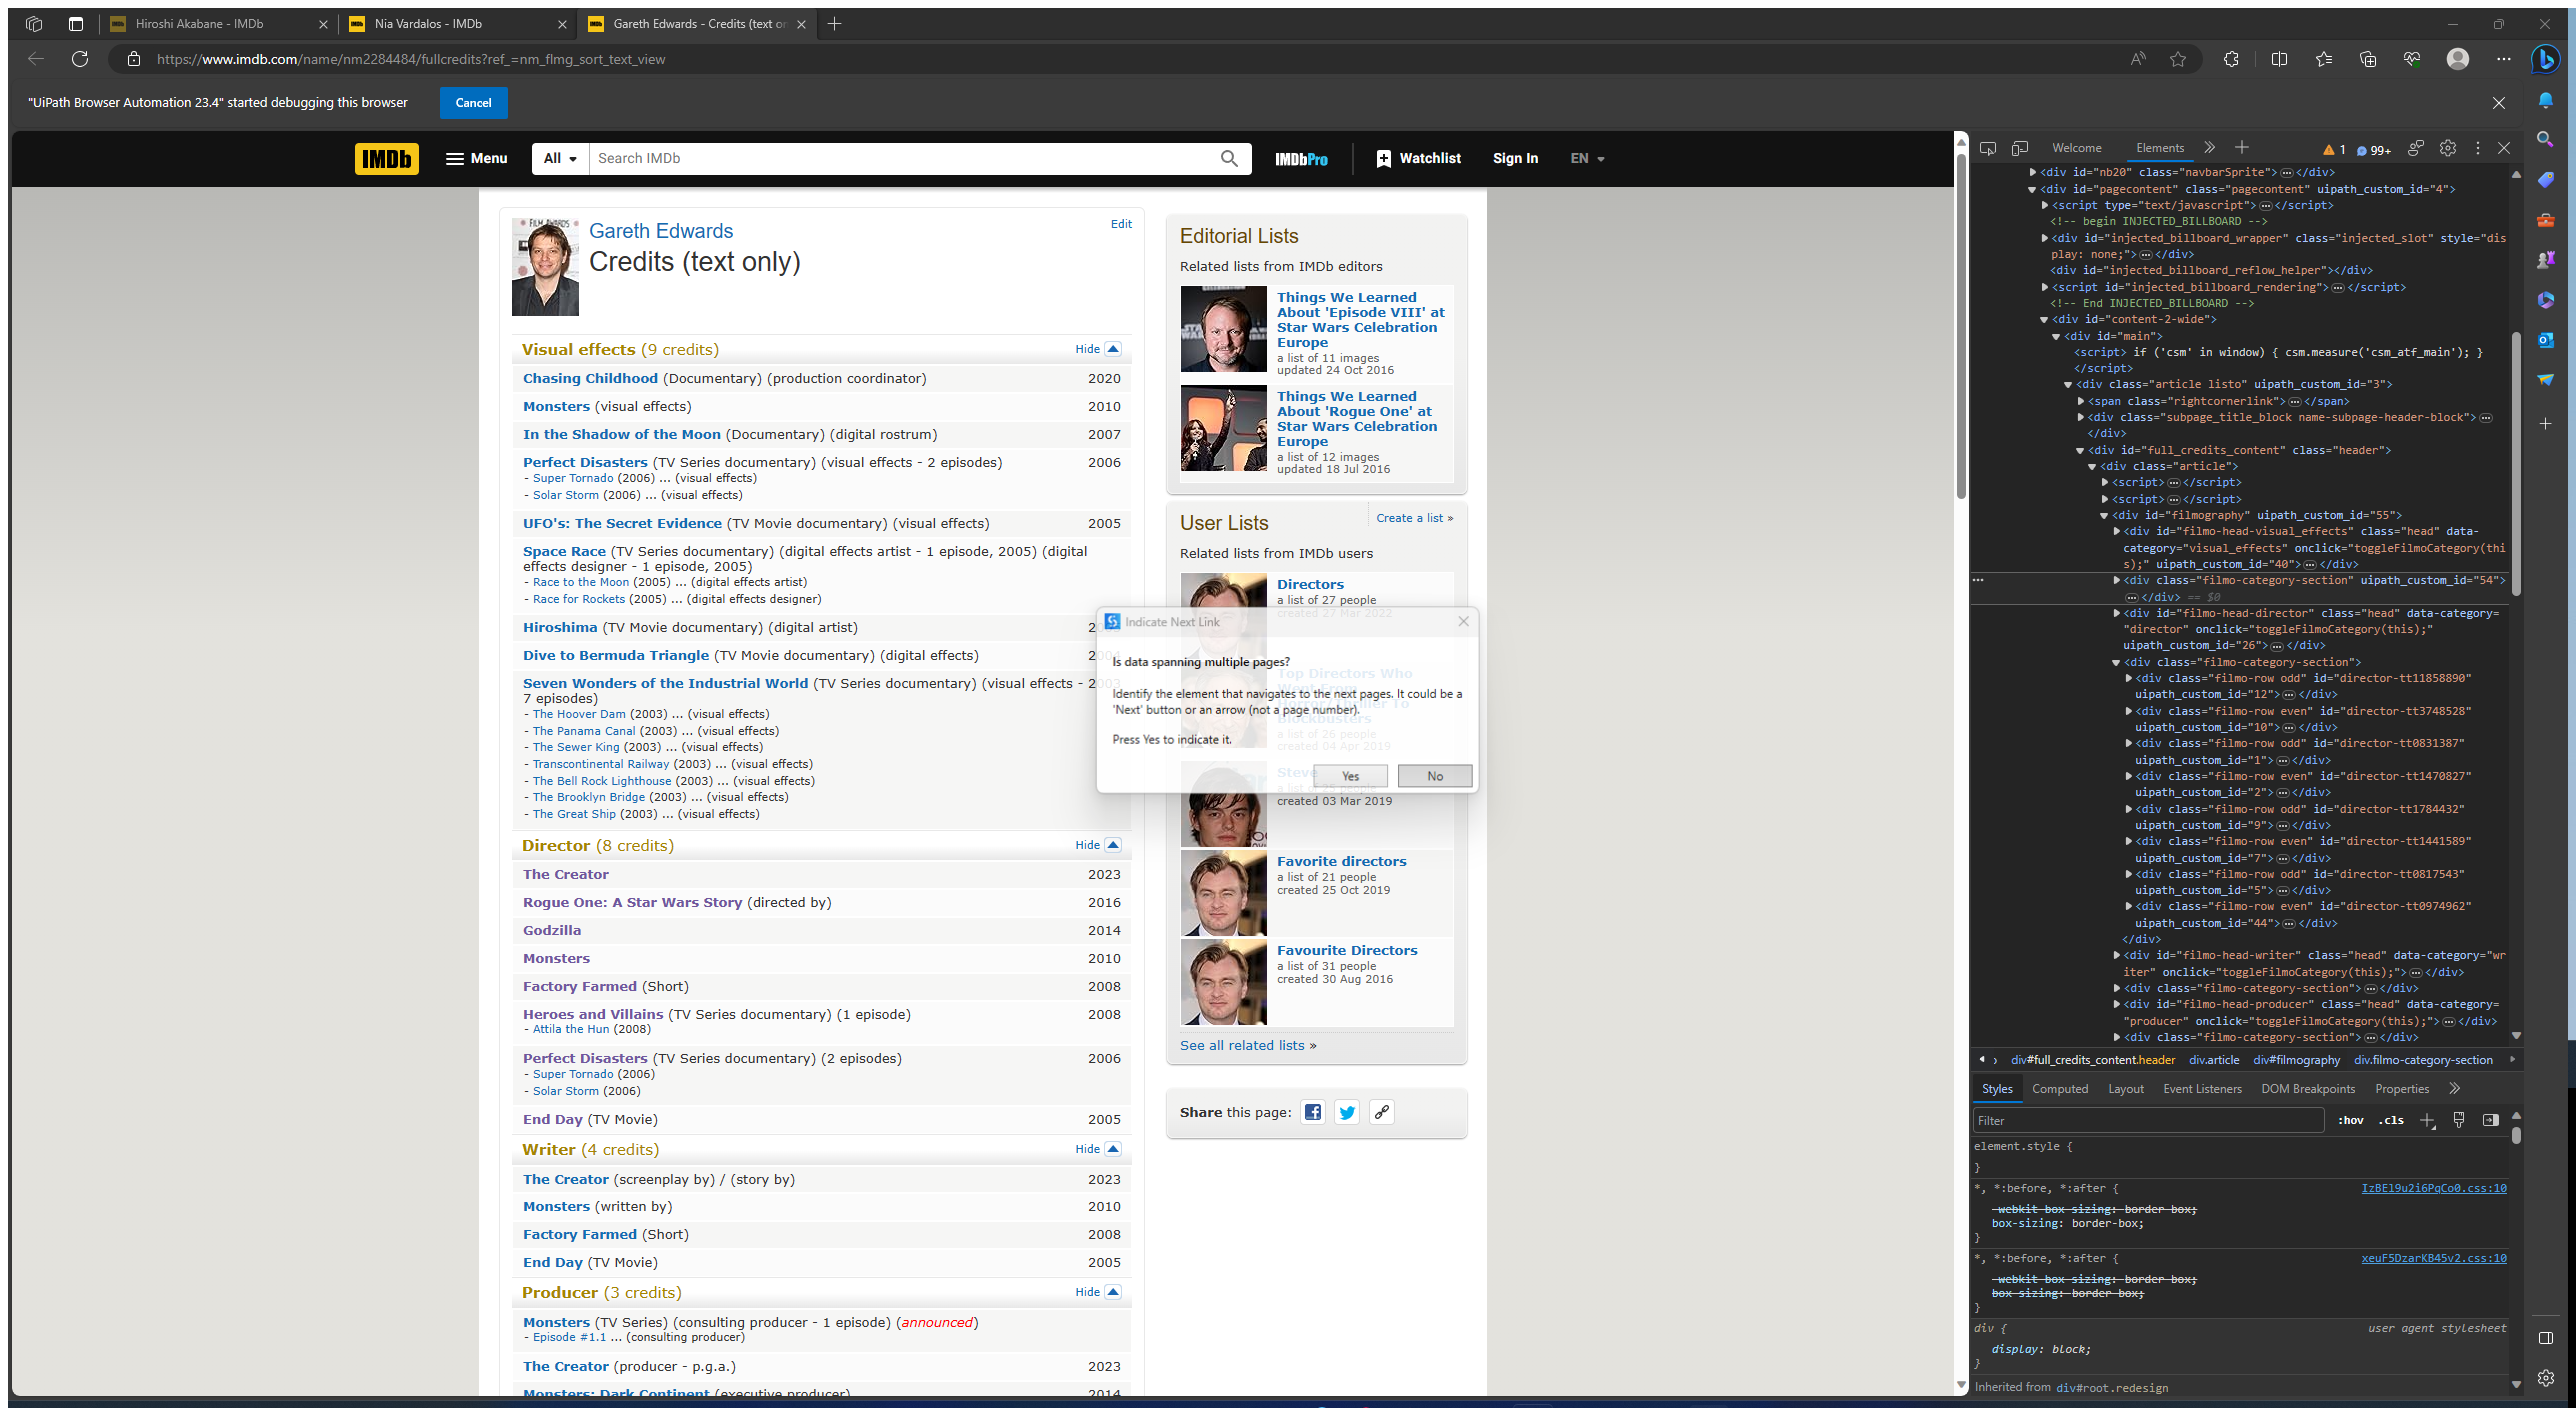 Hiroshi Akabane - IMDb
Nia Vardalos - IMDb
Gareth Edwards - Credits (text or
https://www.imdb.com/name/nm2284484/fullcredits?ref_=nm_flmg_sort_text_view
"UiPath Browser Automation 23.4" started debugging this browser
Cancel
IMDb
Menu
All
Search IMDb
IMDbPro
Watchlist
Sign In
EN
Gareth Edwards
Credits (text only)
Edit
Visual effects (9 credits)
Hide
Chasing Childhood (Documentary) (production coordinator) 2020
Monsters (visual effects) 2010
In the Shadow of the Moon (Documentary) (digital rostrum) 2007
Perfect Disasters (TV Series documentary) (visual effects - 2 episodes) 2006
- Super Tornado (2006) ... (visual effects)
- Solar Storm (2006) ... (visual effects)
UFO's: The Secret Evidence (TV Movie documentary) (visual effects) 2005
Space Race (TV Series documentary) (digital effects artist - 1 episode, 2005) (digital
effects designer - 1 episode, 2005)
- Race to the Moon (2005) ... (digital effects artist)
- Race for Rockets (2005) ... (digital effects designer)
Hiroshima (TV Movie documentary) (digital artist)
Dive to Bermuda Triangle (TV Movie documentary) (digital effects) 2004
Seven Wonders of the Industrial World (TV Series documentary) (visual effects - 2003
7 episodes)
- The Hoover Dam (2003) ... (visual effects)
- The Panama Canal (2003) ... (visual effects)
- The Sewer King (2003) ... (visual effects)
- Transcontinental Railway (2003) ... (visual effects)
- The Bell Rock Lighthouse (2003) ... (visual effects)
- The Brooklyn Bridge (2003) ... (visual effects)
- The Great Ship (2003) ... (visual effects)
Director (8 credits)
Hide
The Creator 2023
Rogue One: A Star Wars Story (directed by) 2016
Godzilla 2014
Monsters 2010
Factory Farmed (Short) 2008
Heroes and Villains (TV Series documentary) (1 episode) 2008
- Attila the Hun (2008)
Perfect Disasters (TV Series documentary) (2 episodes) 2006
- Super Tornado (2006)
- Solar Storm (2006)
End Day (TV Movie) 2005
Writer (4 credits)
Hide
The Creator (screenplay by) / (story by) 2023
Monsters (written by) 2010
Factory Farmed (Short) 2008
End Day (TV Movie) 2005
Producer (3 credits)
Hide
Monsters (TV Series) (consulting producer - 1 episode) (announced)
- Episode #1.1 ... (consulting producer)
The Creator (producer - p.g.a.) 2023
Monsters: Dark Continent (executive producer) 2014
Editorial Lists
Related lists from IMDb editors
Things We Learned
About 'Episode VIII' at
Star Wars Celebration
Europe
a list of 11 images
updated 24 Oct 2016
Things We Learned
About 'Rogue One' at
Star Wars Celebration
Europe
a list of 12 images
updated 18 Jul 2016
User Lists
Create a list »
Related lists from IMDb users
Directors
a list of 27 people
created 27 Mar 2022
Indicate Next Link
Is data spanning multiple pages?
Identify the element that navigates to the next pages. It could be a
'Next' button or an arrow (not a page number).
Press Yes to indicate it.
Yes
No
Top Directors Who
Went From
Horror/Thriller To
Blockbusters
a list of 26 people
created 04 Apr 2019
Steve
created 03 Mar 2019
Favorite directors
a list of 21 people
created 25 Oct 2019
Favourite Directors
a list of 31 people
created 30 Aug 2016
See all related lists »
Share this page:
Welcome
Elements
1
99+
<div id="nb20" class="navbarSprite">…</div>
<div id="pagecontent" class="pagecontent" uipath_custom_id="4">
<script type="text/javascript">…</script>
<!-- begin INJECTED_BILLBOARD -->
<div id="injected_billboard_wrapper" class="injected_slot" style="dis
play: none;">…</div>
<div id="injected_billboard_reflow_helper"></div>
<script id="injected_billboard_rendering">…</script>
<!-- End INJECTED_BILLBOARD -->
<div id="content-2-wide">
<div id="main">
<script> if ('csm' in window) { csm.measure('csm_atf_main'); }
</script>
<div class="article listo" uipath_custom_id="3">
<span class="rightcornerlink">…</span>
<div class="subpage_title_block name-subpage-header-block">…
</div>
<div id="full_credits_content" class="header">
<div class="article">
<script>…</script>
<script>…</script>
<div id="filmography" uipath_custom_id="55">
<div id="filmo-head-visual_effects" class="head" data-
category="visual_effects" onclick="toggleFilmoCategory(thi
s);" uipath_custom_id="40">…</div>
<div class="filmo-category-section" uipath_custom_id="54">
…</div> == $0
<div id="filmo-head-director" class="head" data-category=
"director" onclick="toggleFilmoCategory(this);"
uipath_custom_id="26">…</div>
<div class="filmo-category-section">
<div class="filmo-row odd" id="director-tt11858890"
uipath_custom_id="12">…</div>
<div class="filmo-row even" id="director-tt3748528"
uipath_custom_id="10">…</div>
<div class="filmo-row odd" id="director-tt0831387"
uipath_custom_id="1">…</div>
<div class="filmo-row even" id="director-tt1470827"
uipath_custom_id="2">…</div>
<div class="filmo-row odd" id="director-tt1784432"
uipath_custom_id="9">…</div>
<div class="filmo-row even" id="director-tt1441589"
uipath_custom_id="7">…</div>
<div class="filmo-row odd" id="director-tt0817543"
uipath_custom_id="5">…</div>
<div class="filmo-row even" id="director-tt0974962"
uipath_custom_id="44">…</div>
</div>
<div id="filmo-head-writer" class="head" data-category="wr
iter" onclick="toggleFilmoCategory(this);">…</div>
<div class="filmo-category-section">…</div>
<div id="filmo-head-producer" class="head" data-category=
"producer" onclick="toggleFilmoCategory(this);">…</div>
<div class="filmo-category-section">…</div>
div#full_credits_content.header div.article div#filmography div.filmo-category-section
Styles Computed Layout Event Listeners DOM Breakpoints Properties
Filter
:hov .cls
element.style {
}
*, *:before, *:after { IzBEl9u2i6PqCo0.css:10
-webkit-box-sizing: border-box;
box-sizing: border-box;
}
*, *:before, *:after { xeuF5DzarKB45v2.css:10
-webkit-box-sizing: border-box;
box-sizing: border-box;
}
div { user agent stylesheet
display: block;
}
Inherited from div#root.redesign